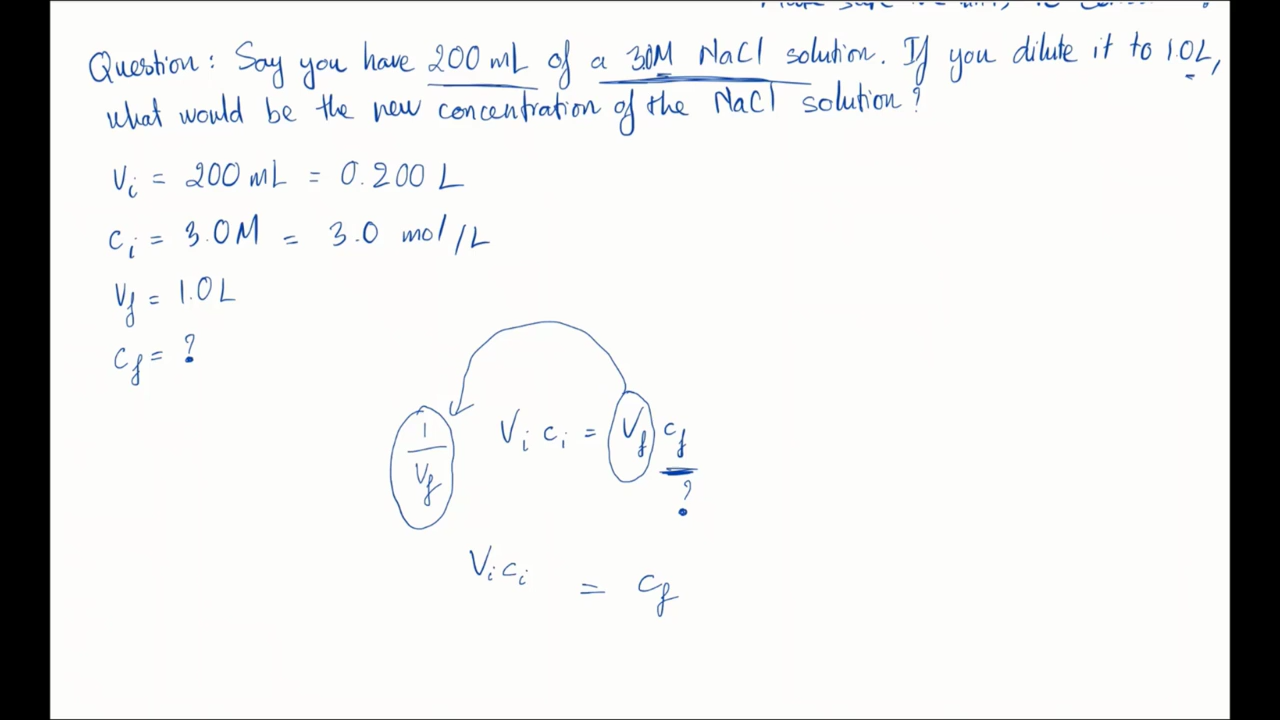 Question: Say you have 200 mL of a 3.0M NaCl solution. If you dilute it to 1.0L,
what would be the new concentration of the NaCl solution?
Vi = 200 mL = 0.200 L
ci = 3.0M = 3.0 mol/L
Vf = 1.0L
cf = ?
1/Vf Vi ci = Vf cf
?
Vi ci = cf